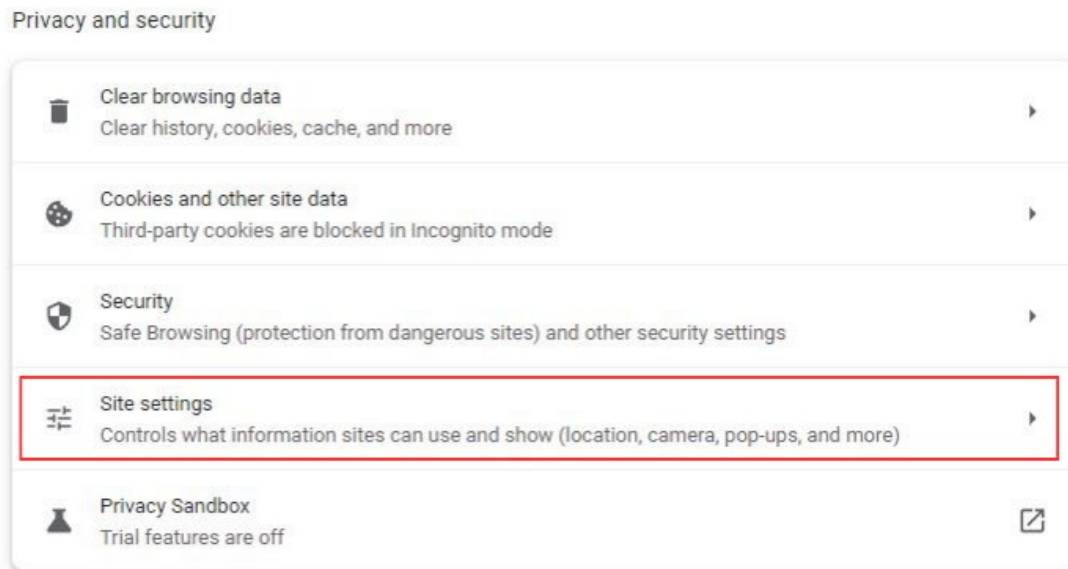 Privacy and security
Clear browsing data
Clear history, cookies, cache, and more
Cookies and other site data
Third-party cookies are blocked in Incognito mode
Security
Safe Browsing (protection from dangerous sites) and other security settings
Site settings
Controls what information sites can use and show (location, camera, pop-ups, and more)
Privacy Sandbox
Trial features are off